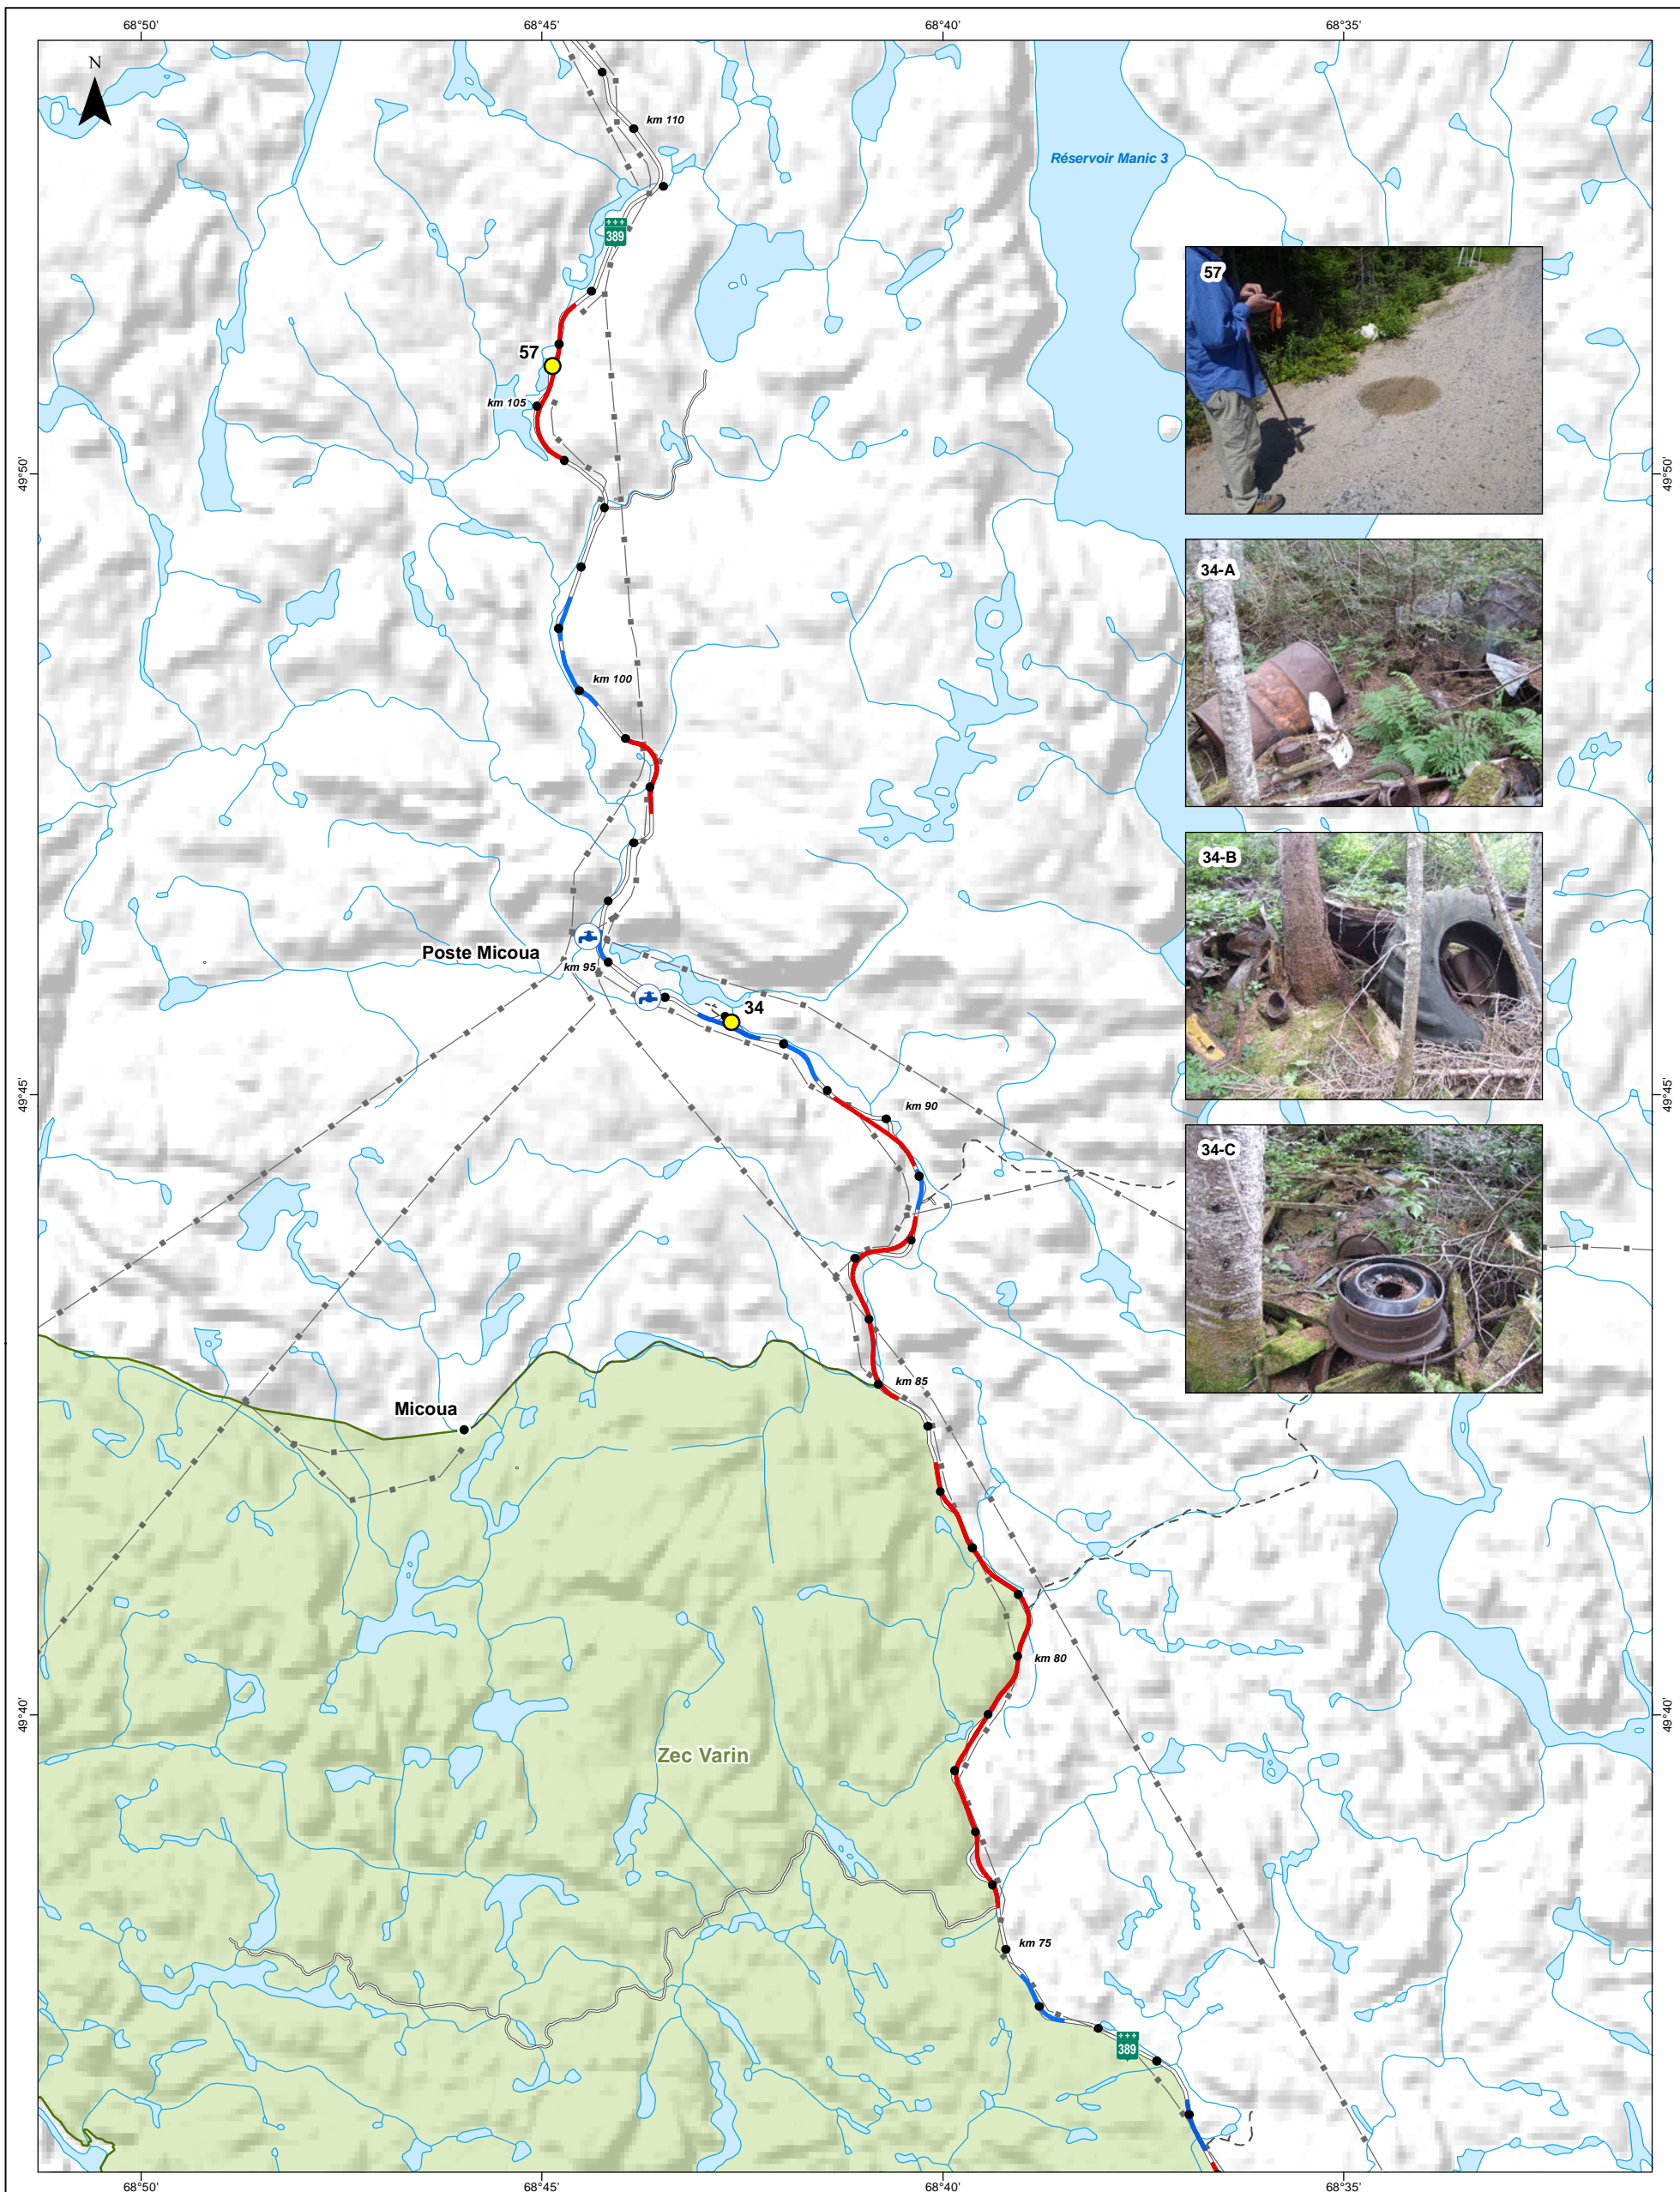 68°50'
68°45'
68°40'
68°35'
N
km 110
Réservoir Manic 3
389
57
57
km 105
49°50'
49°50'
34-A
km 100
34-B
Poste Micoua
km 95
34
49°45'
49°45'
km 90
34-C
km 85
Micoua
km 80
49°40'
49°40'
Zec Varin
km 75
389
68°50'
68°45'
68°40'
68°35'